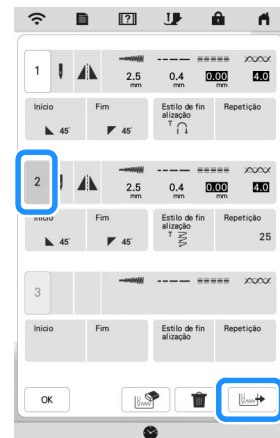 1
2.5 mm
0.4 mm
0.00 mm
4.0
Início
45°
Fim
45°
Estilo de fin
alização
T
Repetição
2
2.5 mm
0.4 mm
0.00 mm
4.0
Início
45°
Fim
45°
Estilo de fin
alização
T
Repetição
25
3
Início
Fim
Estilo de fin
alização
Repetição
OK